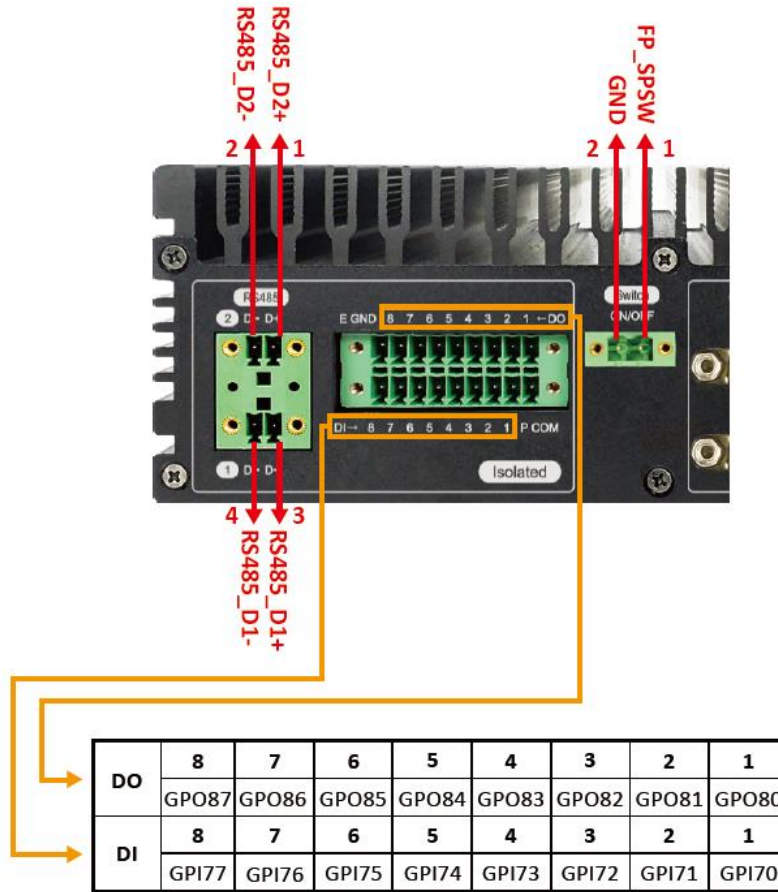 RS485_D2-
RS485_D2+
FP_SPSW
GND
2 1
2 1
RS485
Switch
2 D- D+
E GND 8 7 6 5 4 3 2 1 ←DO
ON/OFF
DI→ 8 7 6 5 4 3 2 1 P COM
1 D- D+
Isolated
4 3
RS485_D1-
RS485_D1+
DO 8 7 6 5 4 3 2 1
GPO87 GPO86 GPO85 GPO84 GPO83 GPO82 GPO81 GPO80
DI 8 7 6 5 4 3 2 1
GPI77 GPI76 GPI75 GPI74 GPI73 GPI72 GPI71 GPI70